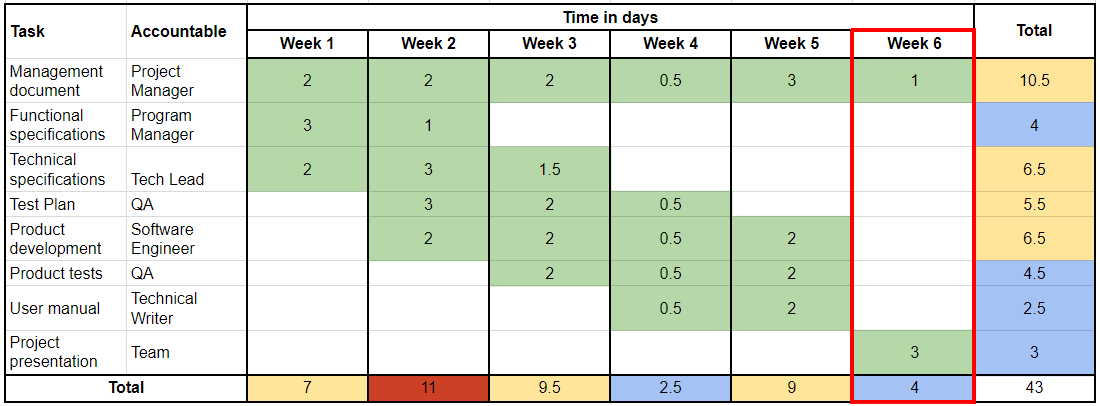 Task Accountable Time in days Total
Week 1 Week 2 Week 3 Week 4 Week 5 Week 6
Management document Project Manager 2 2 2 0.5 3 1 10.5
Functional specifications Program Manager 3 1 4
Technical specifications Tech Lead 2 3 1.5 6.5
Test Plan QA 3 2 0.5 5.5
Product development Software Engineer 2 2 0.5 2 6.5
Product tests QA 2 0.5 2 4.5
User manual Technical Writer 0.5 2 2.5
Project presentation Team 3 3
Total 7 11 9.5 2.5 9 4 43